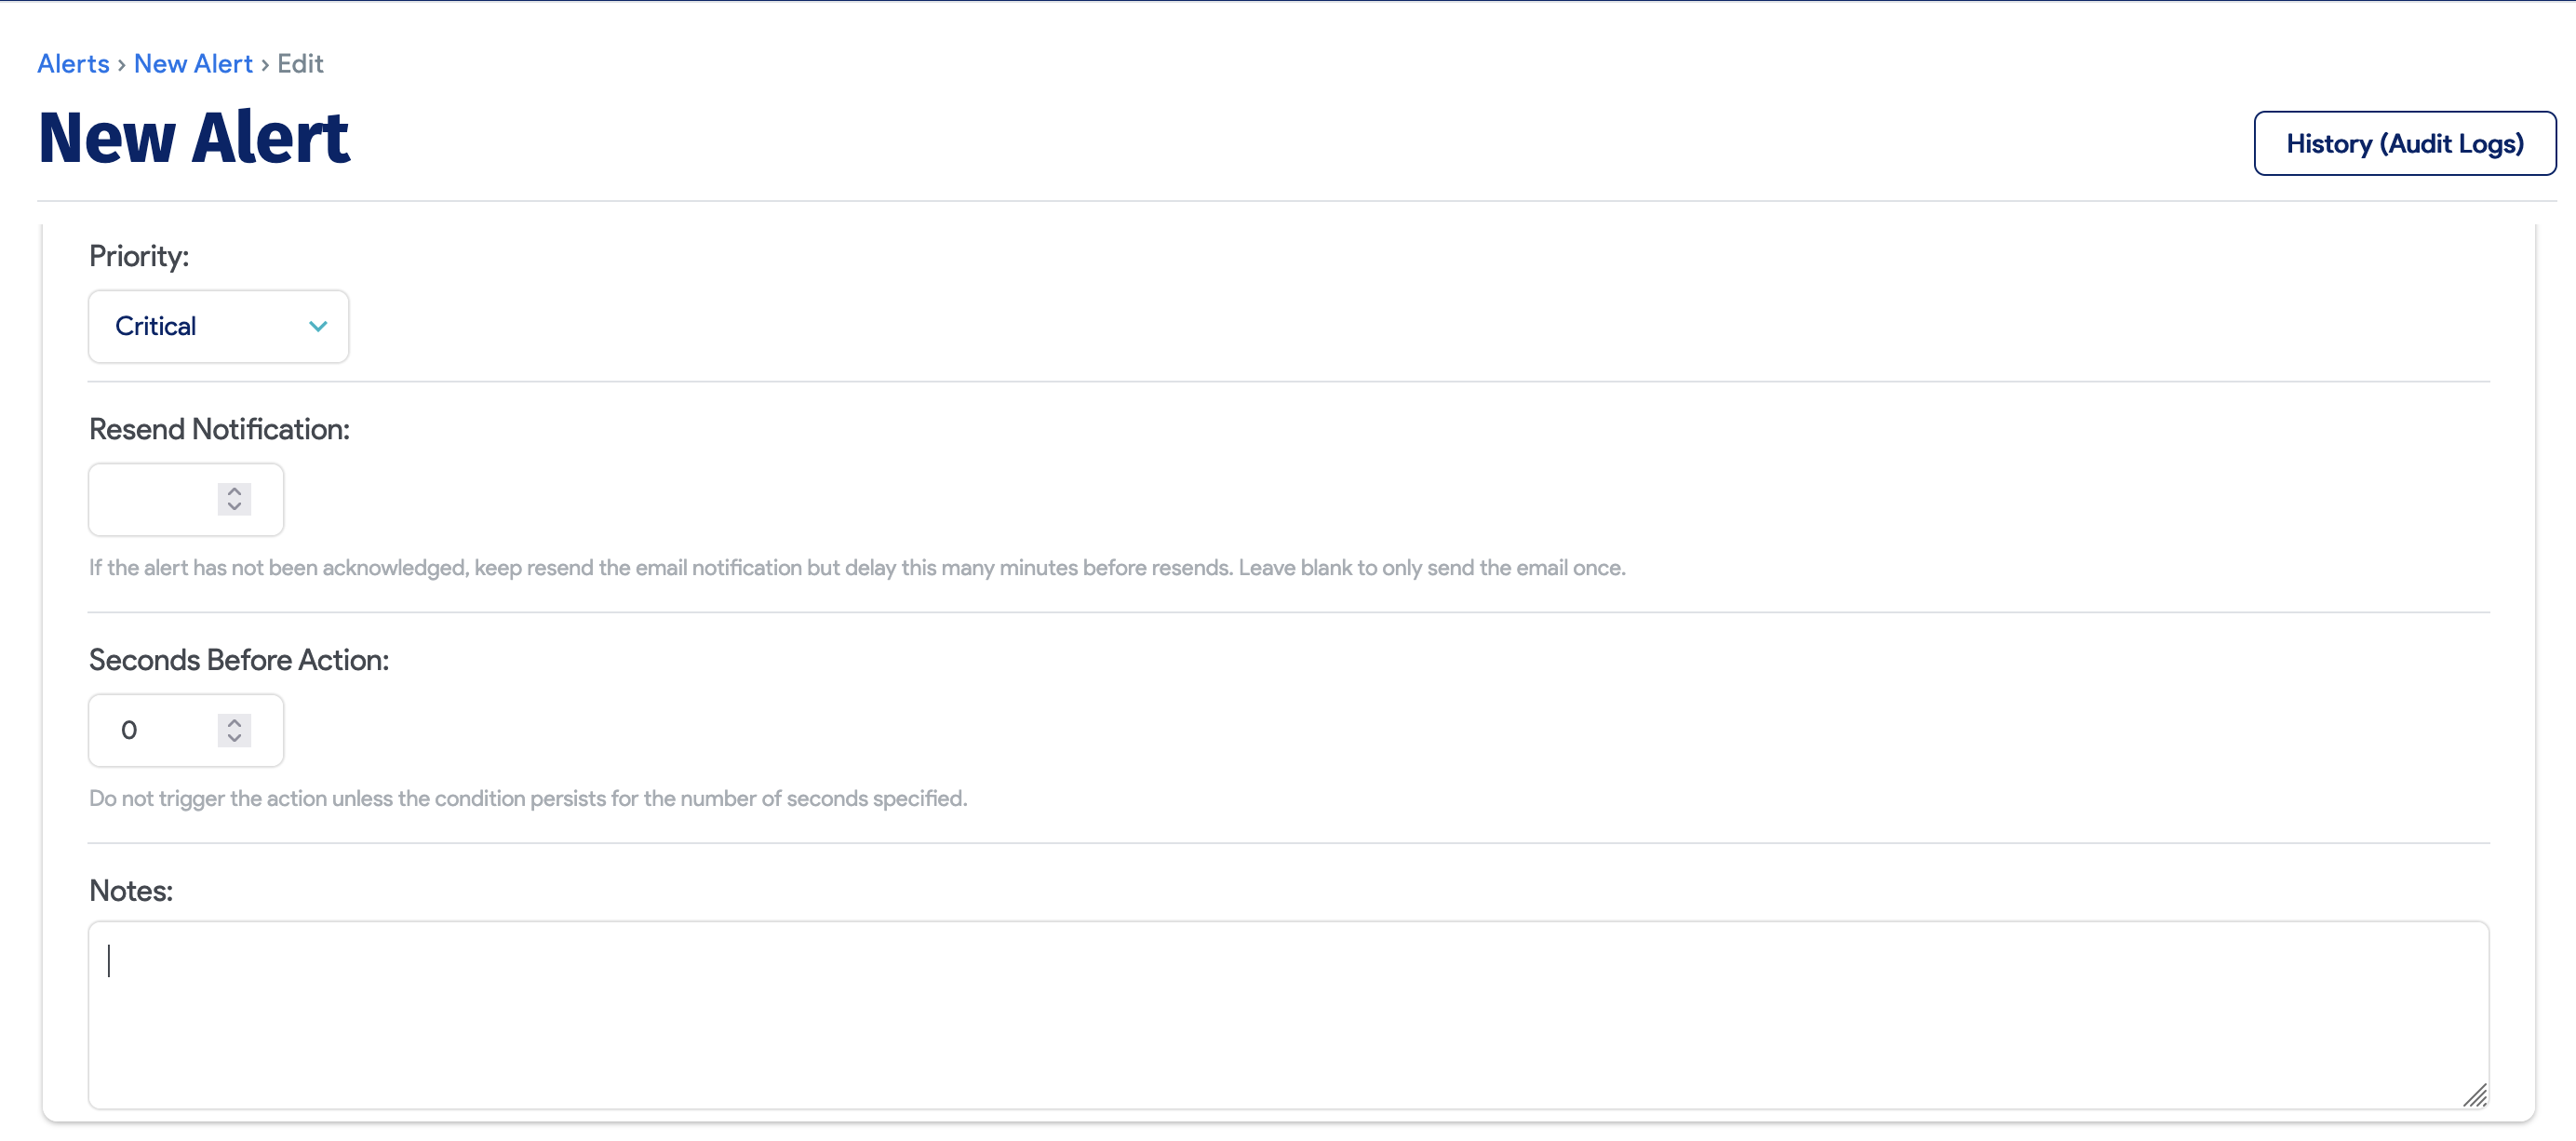 Alerts › New Alert › Edit
New Alert
History (Audit Logs)
Priority:
Critical
Resend Notification:
If the alert has not been acknowledged, keep resend the email notification but delay this many minutes before resends. Leave blank to only send the email once.
Seconds Before Action:
0
Do not trigger the action unless the condition persists for the number of seconds specified.
Notes: